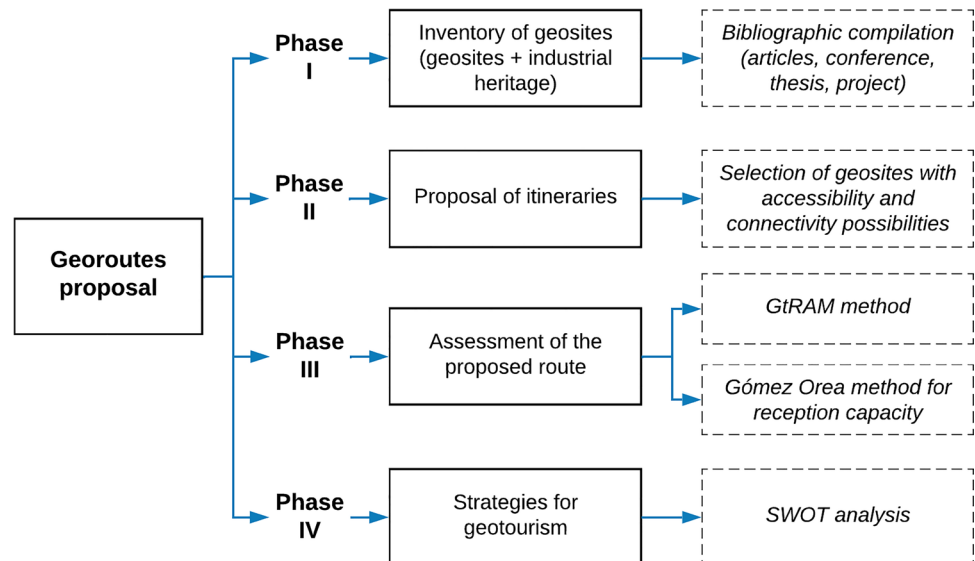 Georoutes
proposal
Phase
I
Inventory of geosites
(geosites + industrial
heritage)
Bibliographic compilation
(articles, conference,
thesis, project)
Phase
II
Proposal of itineraries
Selection of geosites with
accessibility and
connectivity possibilities
Phase
III
Assessment of the
proposed route
GtRAM method
Gómez Orea method for
reception capacity
Phase
IV
Strategies for
geotourism
SWOT analysis